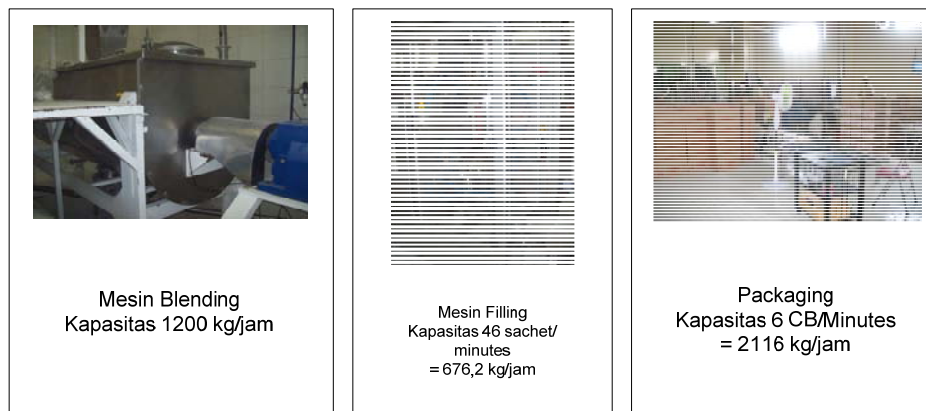 Mesin Blending
Kapasitas 1200 kg/jam
Mesin Filling
Kapasitas 46 sachet/
minutes
= 676,2 kg/jam
Packaging
Kapasitas 6 CB/Minutes
= 2116 kg/jam